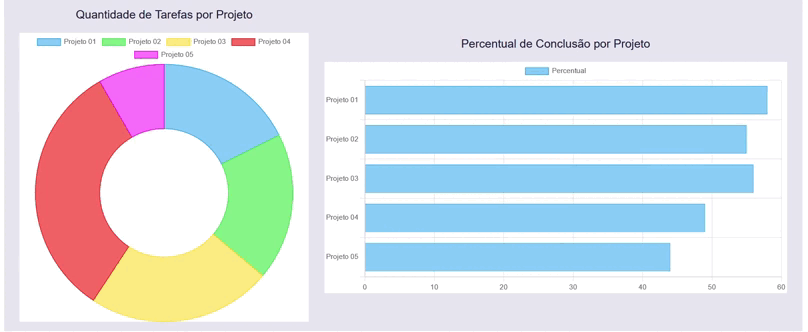 Quantidade de Tarefas por Projeto
Projeto 01 Projeto 02 Projeto 03 Projeto 04
Projeto 05
Percentual de Conclusão por Projeto
Percentual
Projeto 01
Projeto 02
Projeto 03
Projeto 04
Projeto 05
0 10 20 30 40 50 60